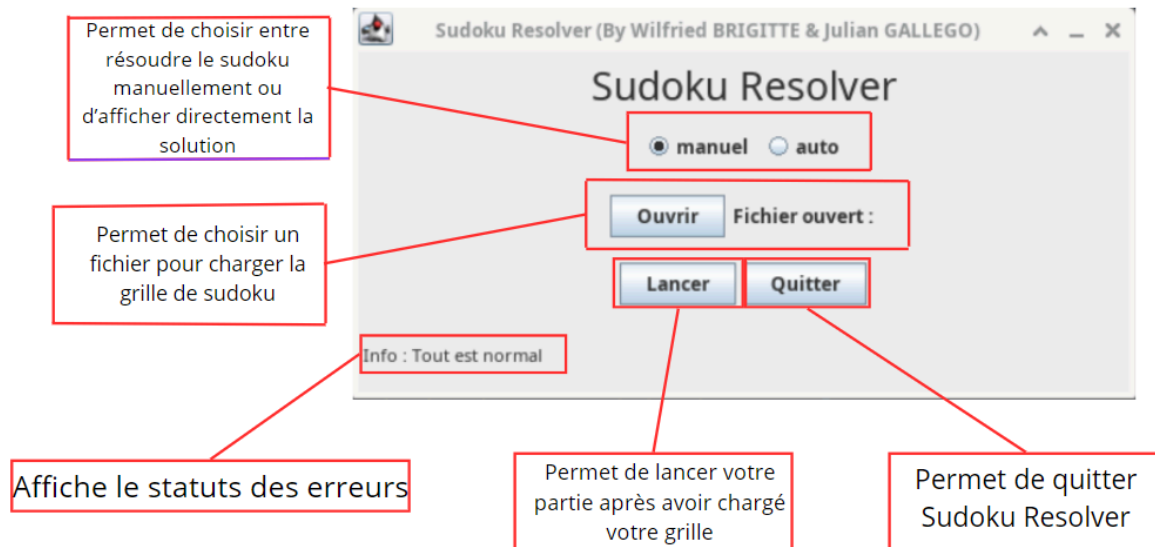 Permet de choisir entre
résoudre le sudoku
manuellement ou
d’afficher directement la
solution
Sudoku Resolver (By Wilfried BRIGITTE & Julian GALLEGO)
Sudoku Resolver
manuel auto
Permet de choisir un
fichier pour charger la
grille de sudoku
Ouvrir Fichier ouvert :
Lancer Quitter
Info : Tout est normal
Affiche le statuts des erreurs
Permet de lancer votre
partie après avoir chargé
votre grille
Permet de quitter
Sudoku Resolver